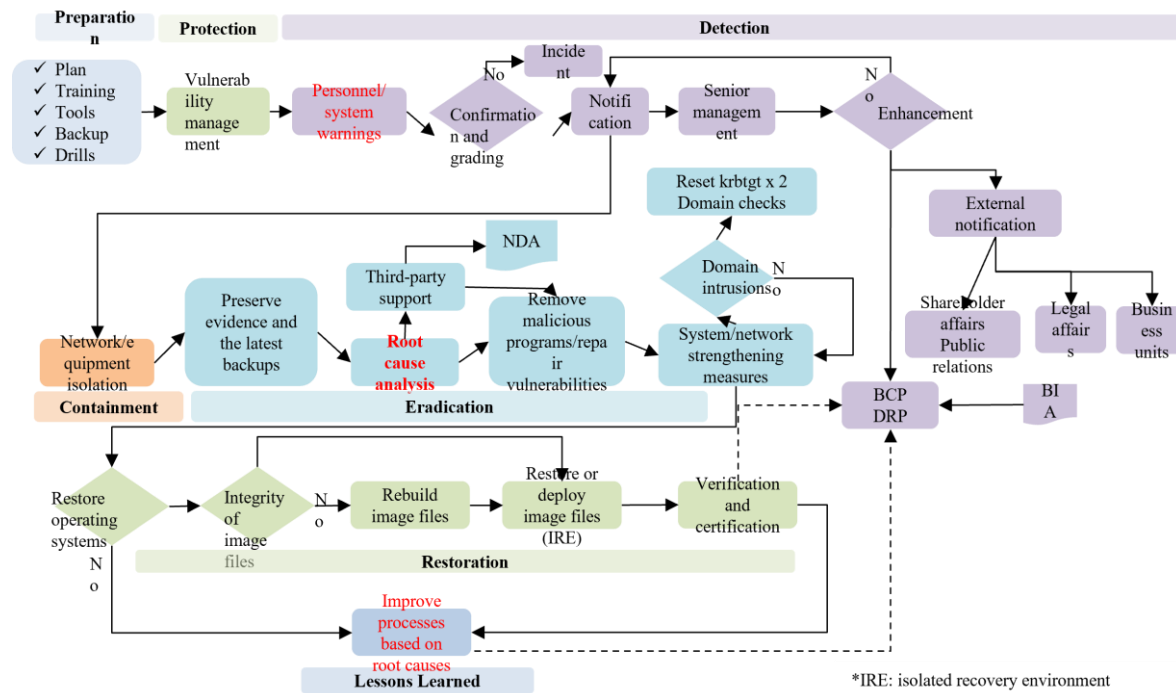 Preparatio
n
Protection
Detection
✓ Plan
✓ Training
✓ Tools
✓ Backup
✓ Drills
Vulnerab
ility
manage
ment
Personnel/
system
warnings
No
Incide
nt
Confirmatio
n and
grading
Notifi
cation
Senior
managem
ent
N
o
Enhancement
Reset krbtgt x 2
Domain checks
External
notification
NDA
Third-party
support
Domain
intrusions
N
o
Preserve
evidence and
the latest
backups
Remove
malicious
programs/repa
ir
vulnerabilities
Shareholder
affairs
Public
relations
Legal
affair
s
Busin
ess
units
Network/e
quipment
isolation
Root
cause
analysis
System/network
strengthening
measures
Containment
Eradication
BCP
DRP
BI
A
Restore
operating
systems
N
o
Integrity
of
image
files
N
o
Rebuild
image files
Restore or
deploy
image files
(IRE)
Verification
and
certification
Restoration
Improve
processes
based on
root causes
Lessons Learned
*IRE: isolated recovery environment